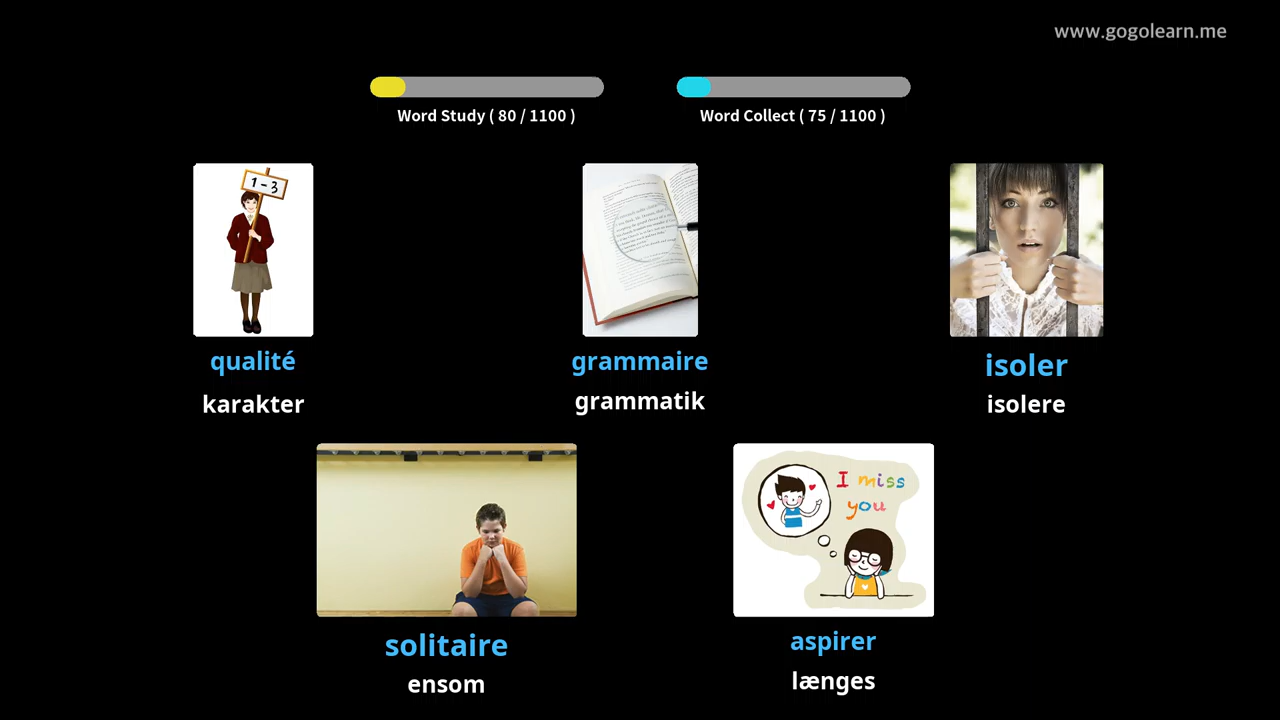 www.gogolearn.me
Word Study ( 80 / 1100 )
Word Collect ( 75 / 1100 )
1 - 3
qualité
karakter
grammaire
grammatik
isoler
isolere
I miss
you
solitaire
ensom
aspirer
længes